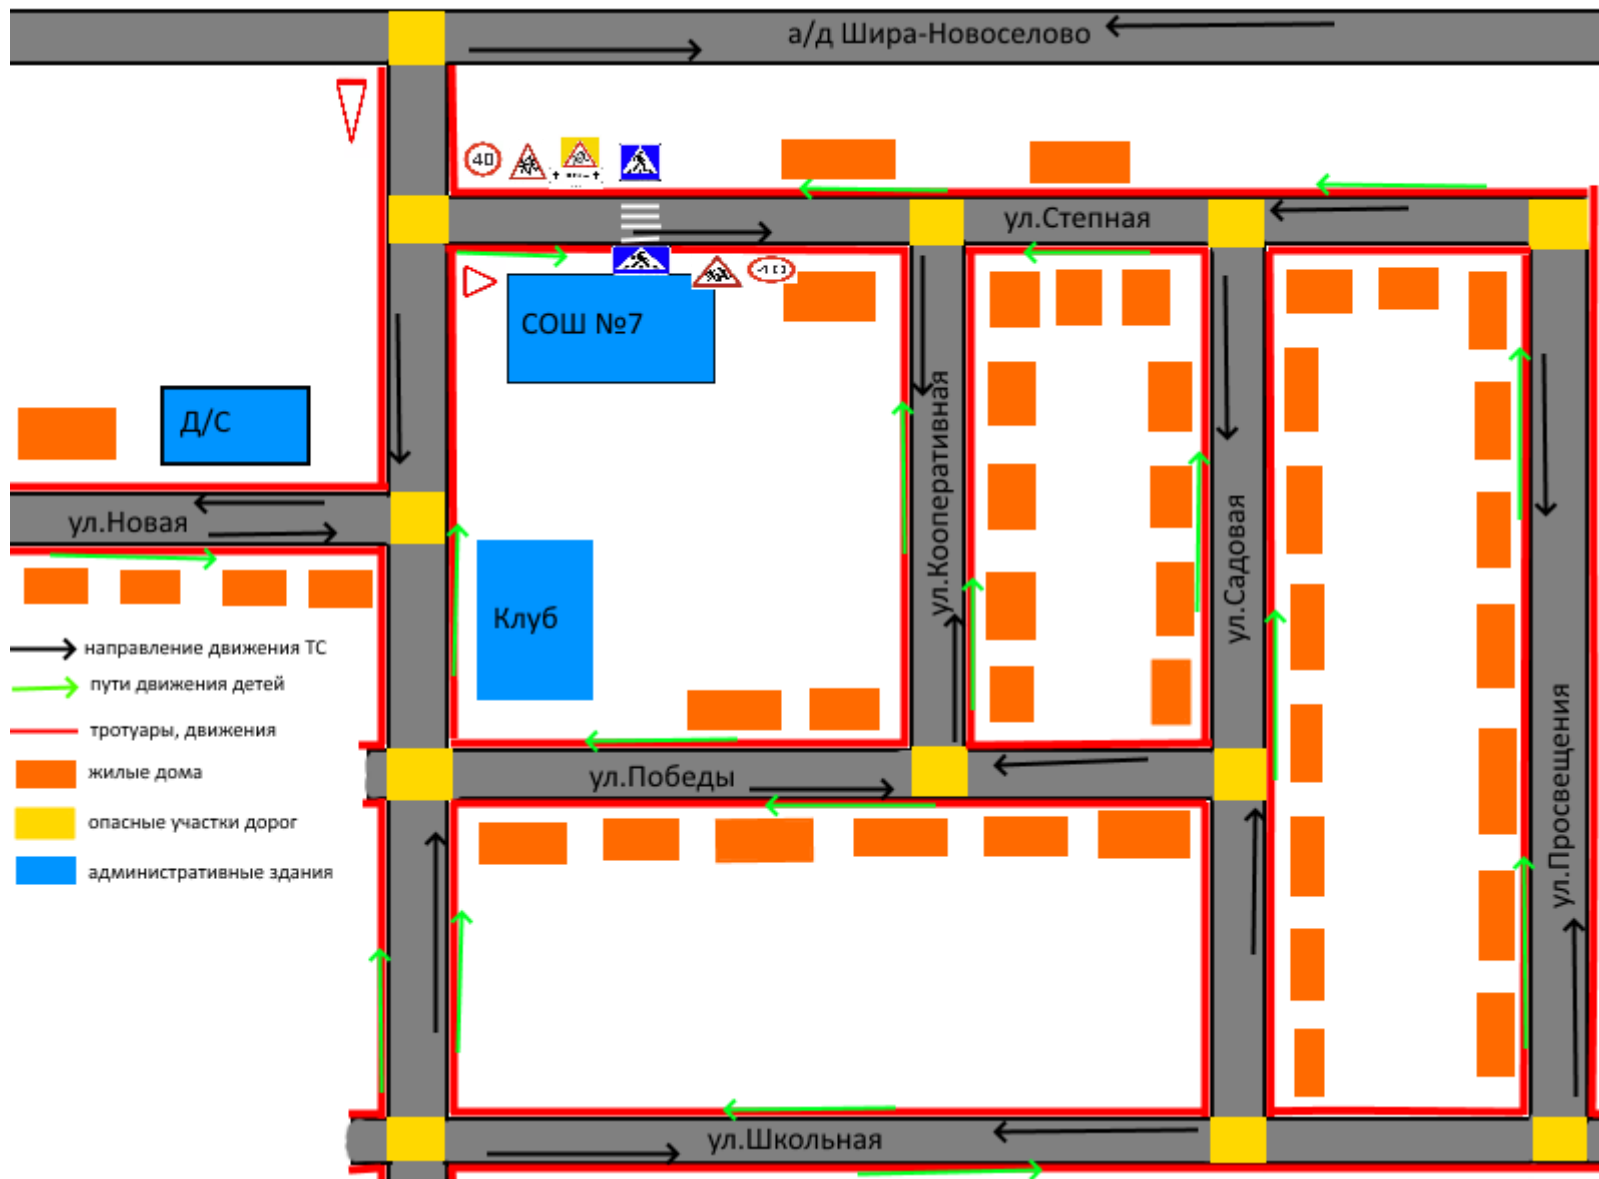 а/д Шира-Новоселово
40
ул.Степная
СОШ №7
Д/С
ул.Новая
ул.Кооперативная
ул.Садовая
Клуб
направление движения ТС
пути движения детей
тротуары, движения
жилые дома
опасные участки дорог
административные здания
ул.Победы
ул.Просвещения
ул.Школьная